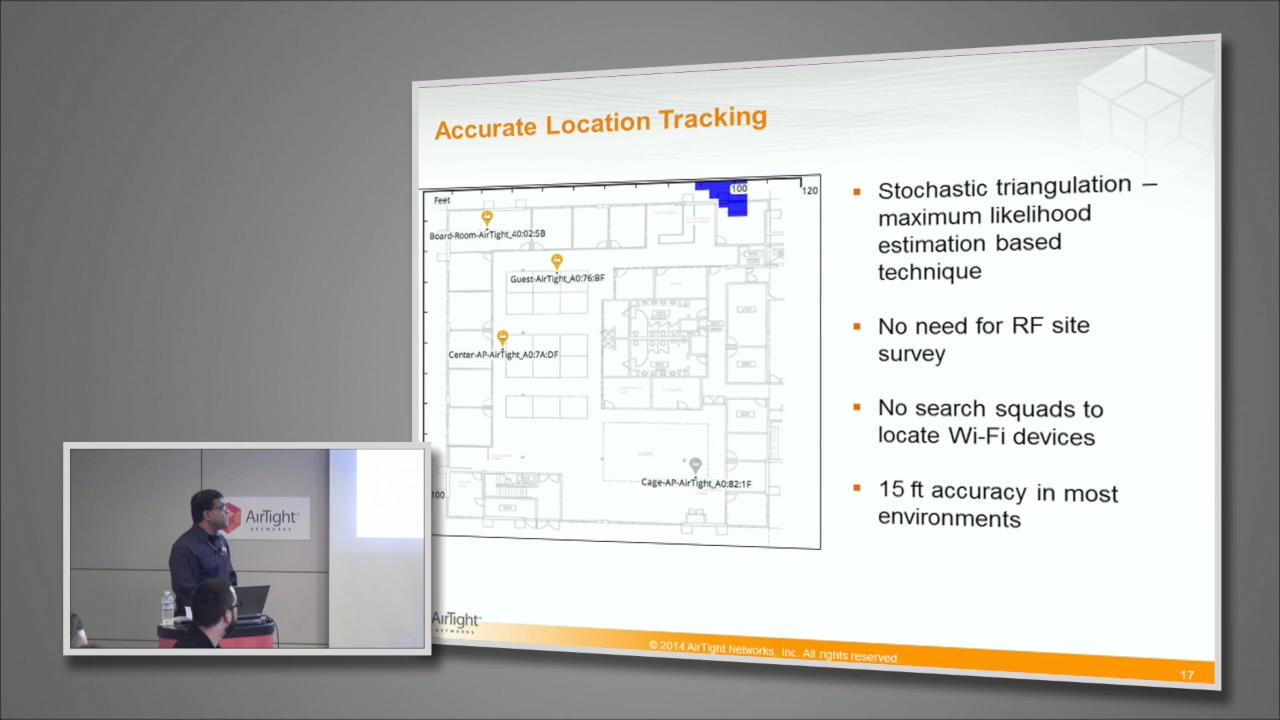 Accurate Location Tracking
Feet
100
120
Board-Room-AirTight_40:02:5B
Guest-AirTight_A0:76:BF
Center-AP-AirTight_A0:7A:DF
Cage-AP-AirTight_A0:82:1F
100
Stochastic triangulation –
maximum likelihood
estimation based
technique
No need for RF site
survey
No search squads to
locate Wi-Fi devices
15 ft accuracy in most
environments
AirTight
NETWORKS
AirTight
NETWORKS
© 2014 AirTight Networks, Inc. All rights reserved.
17